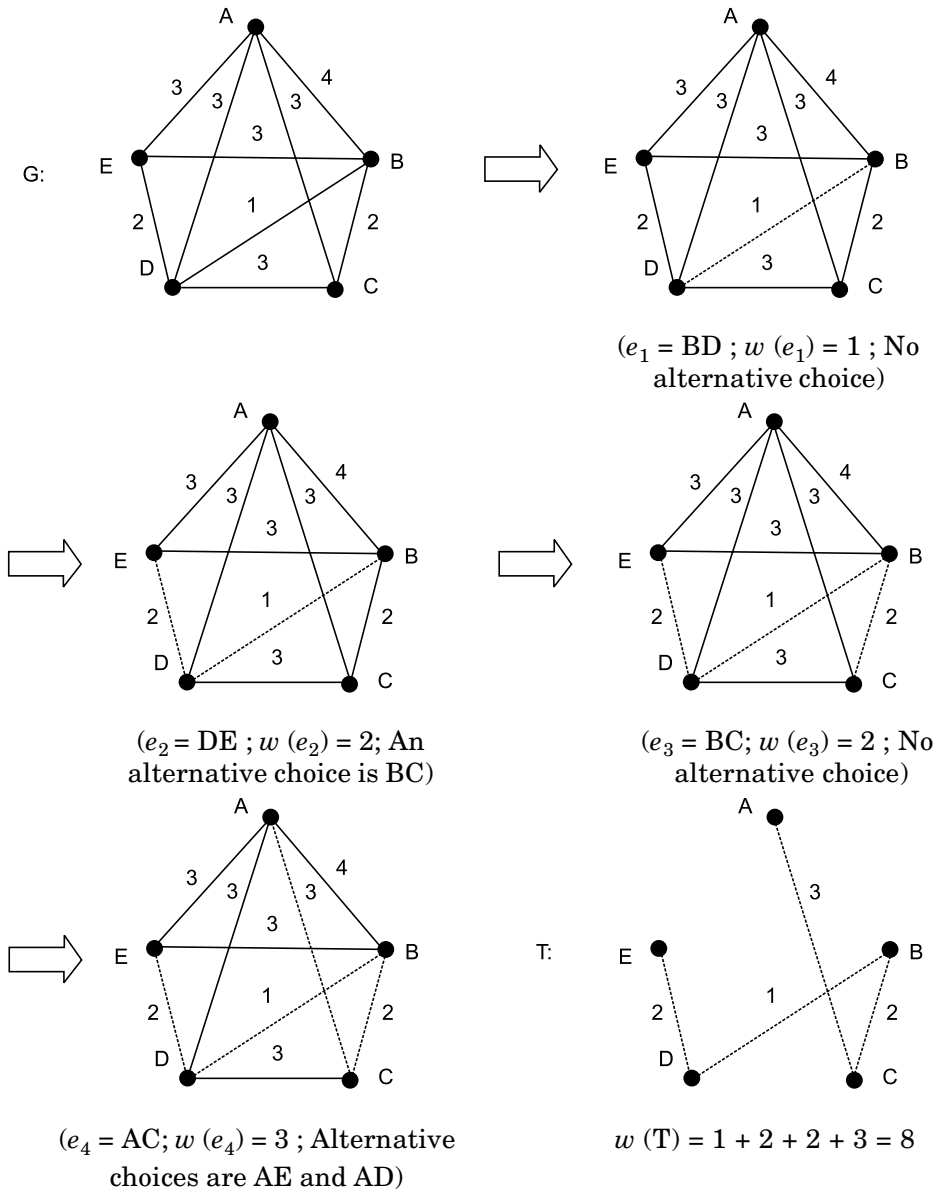 A
A
3
3
3
4
3
3
3
4
3
3
G:
E
B
E
B
1
1
2
2
2
2
D
3
C
D
3
C
(e₁ = BD ; w (e₁) = 1 ; No
alternative choice)
A
A
3
3
3
4
3
3
3
4
3
3
E
B
E
B
1
1
2
2
2
2
D
3
C
D
3
C
(e₂ = DE ; w (e₂) = 2; An
alternative choice is BC)
(e₃ = BC; w (e₃) = 2 ; No
alternative choice)
A
A
3
3
3
4
3
3
E
B
T:
E
B
1
1
2
2
2
2
D
3
C
D
C
(e₄ = AC; w (e₄) = 3 ; Alternative
choices are AE and AD)
w (T) = 1 + 2 + 2 + 3 = 8